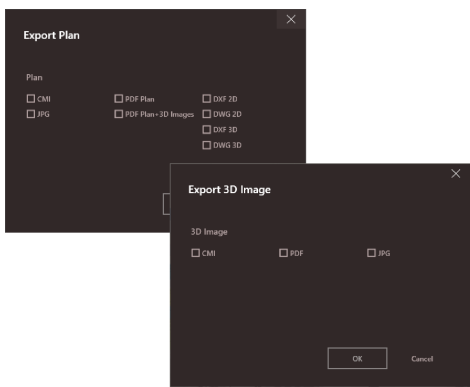 Export Plan
Plan
CMI PDF Plan DXF 2D
JPG PDF Plan+3D Images DWG 2D
DXF 3D
DWG 3D
Export 3D Image
3D Image
CMI PDF JPG
OK Cancel